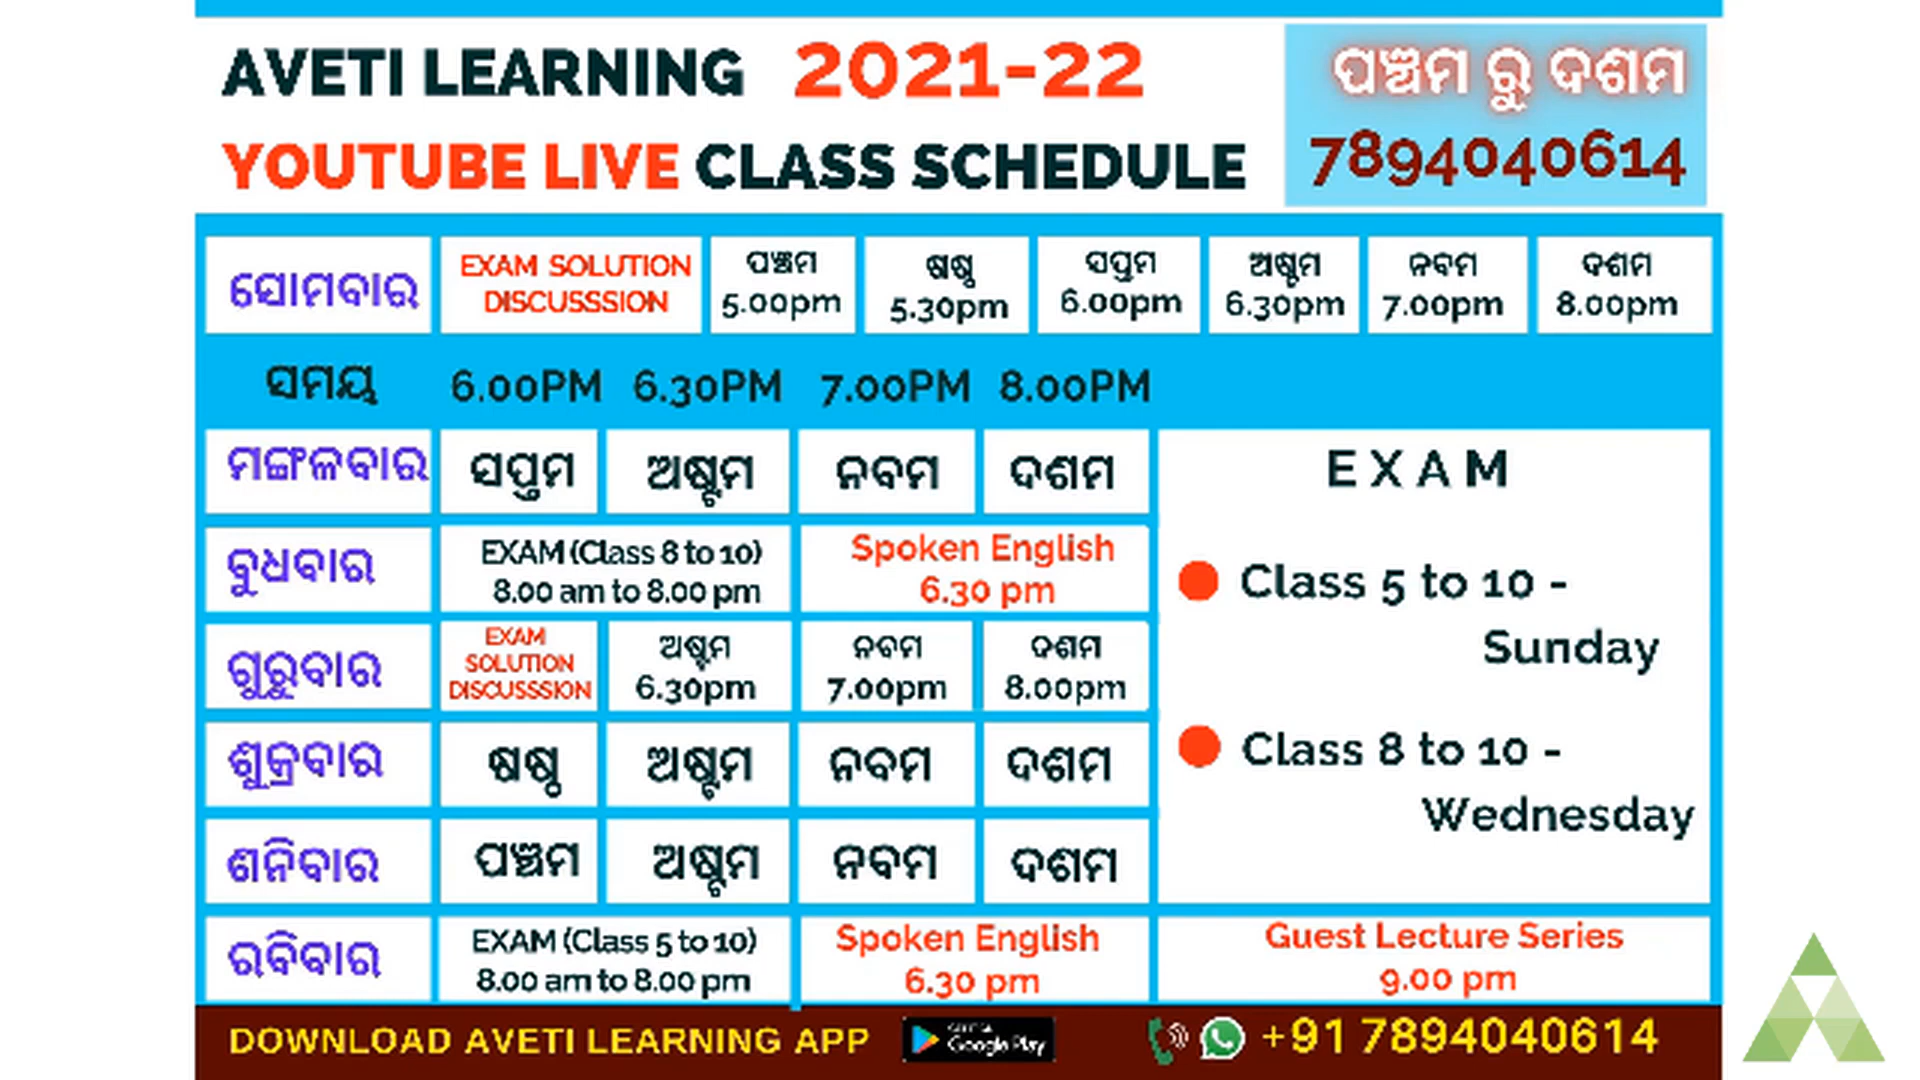 AVETI LEARNING 2021-22
YOUTUBE LIVE CLASS SCHEDULE
ପଞ୍ଚମ ରୁ ଦଶମ
7894040614
ସୋମବାର
EXAM SOLUTION
DISCUSSSION
ପଞ୍ଚମ
5.00pm
ଷଷ୍ଠ
5.30pm
ସପ୍ତମ
6.00pm
ଅଷ୍ଟମ
6.30pm
ନବମ
7.00pm
ଦଶମ
8.00pm
ସମୟ 6.00PM 6.30PM 7.00PM 8.00PM
ମଙ୍ଗଳବାର ସପ୍ତମ ଅଷ୍ଟମ ନବମ ଦଶମ
ବୁଧବାର
EXAM (Class 8 to 10)
8.00 am to 8.00 pm
Spoken English
6.30 pm
ଗୁରୁବାର
EXAM
SOLUTION
DISCUSSSION
ଅଷ୍ଟମ
6.30pm
ନବମ
7.00pm
ଦଶମ
8.00pm
ଶୁକ୍ରବାର ଷଷ୍ଠ ଅଷ୍ଟମ ନବମ ଦଶମ
ଶନିବାର ପଞ୍ଚମ ଅଷ୍ଟମ ନବମ ଦଶମ
EXAM
Class 5 to 10 -
Sunday
Class 8 to 10 -
Wednesday
ରବିବାର
EXAM (Class 5 to 10)
8.00 am to 8.00 pm
Spoken English
6.30 pm
Guest Lecture Series
9.00 pm
DOWNLOAD AVETI LEARNING APP
Google Play
+91 7894040614